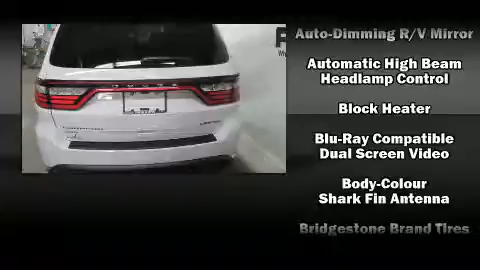 Auto-Dimming R/V Mirror
Automatic High Beam
Headlamp Control
Block Heater
Blu-Ray Compatible
Dual Screen Video
Body-Colour
Shark Fin Antenna
Bridgestone Brand Tires
DODGE